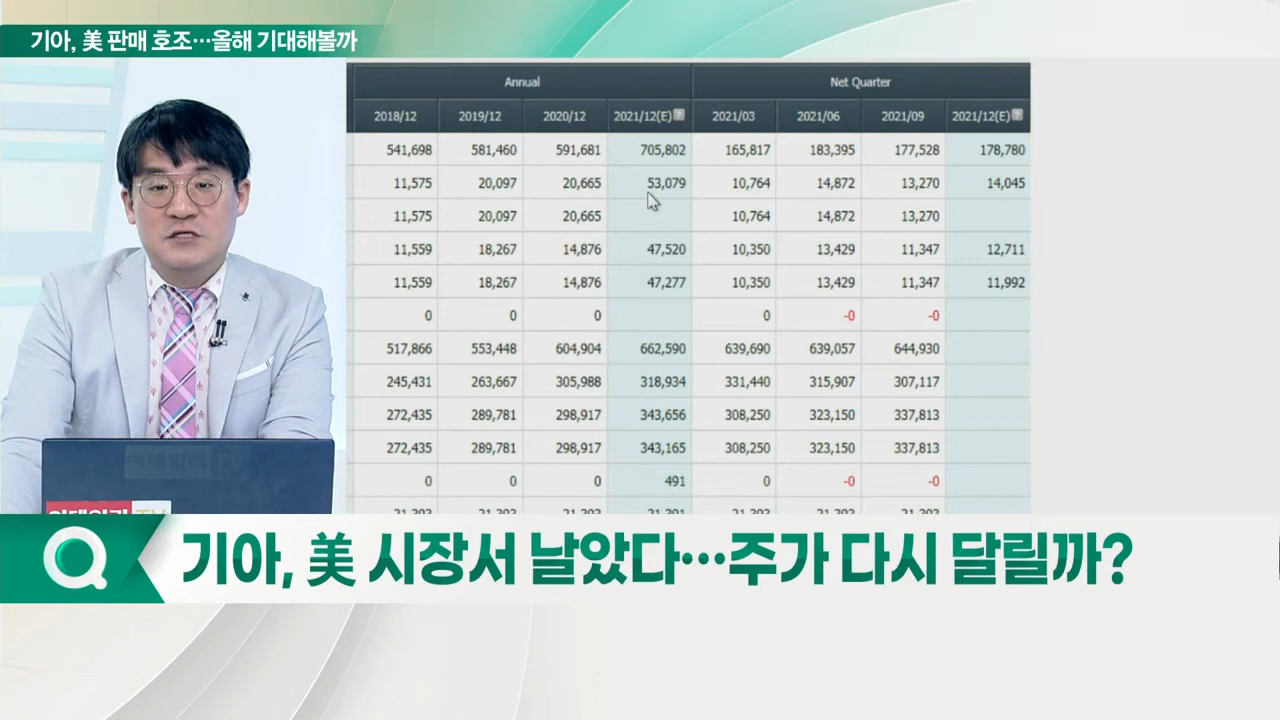 기아, 美 판매 호조…올해 기대해볼까
Annual Net Quarter
2018/12 2019/12 2020/12 2021/12(E) 2021/03 2021/06 2021/09 2021/12(E)
541,698 581,460 591,681 705,802 165,817 183,395 177,528 178,780
11,575 20,097 20,665 53,079 10,764 14,872 13,270 14,045
11,575 20,097 20,665 10,764 14,872 13,270
11,559 18,267 14,876 47,520 10,350 13,429 11,347 12,711
11,559 18,267 14,876 47,277 10,350 13,429 11,347 11,992
0 0 0 0 -0 -0
517,866 553,448 604,904 662,590 639,690 639,057 644,930
245,431 263,667 305,988 318,934 331,440 315,907 307,117
272,435 289,781 298,917 343,656 308,250 323,150 337,813
272,435 289,781 298,917 343,165 308,250 323,150 337,813
0 0 0 491 0 -0 -0
기아, 美 시장서 날았다…주가 다시 달릴까?